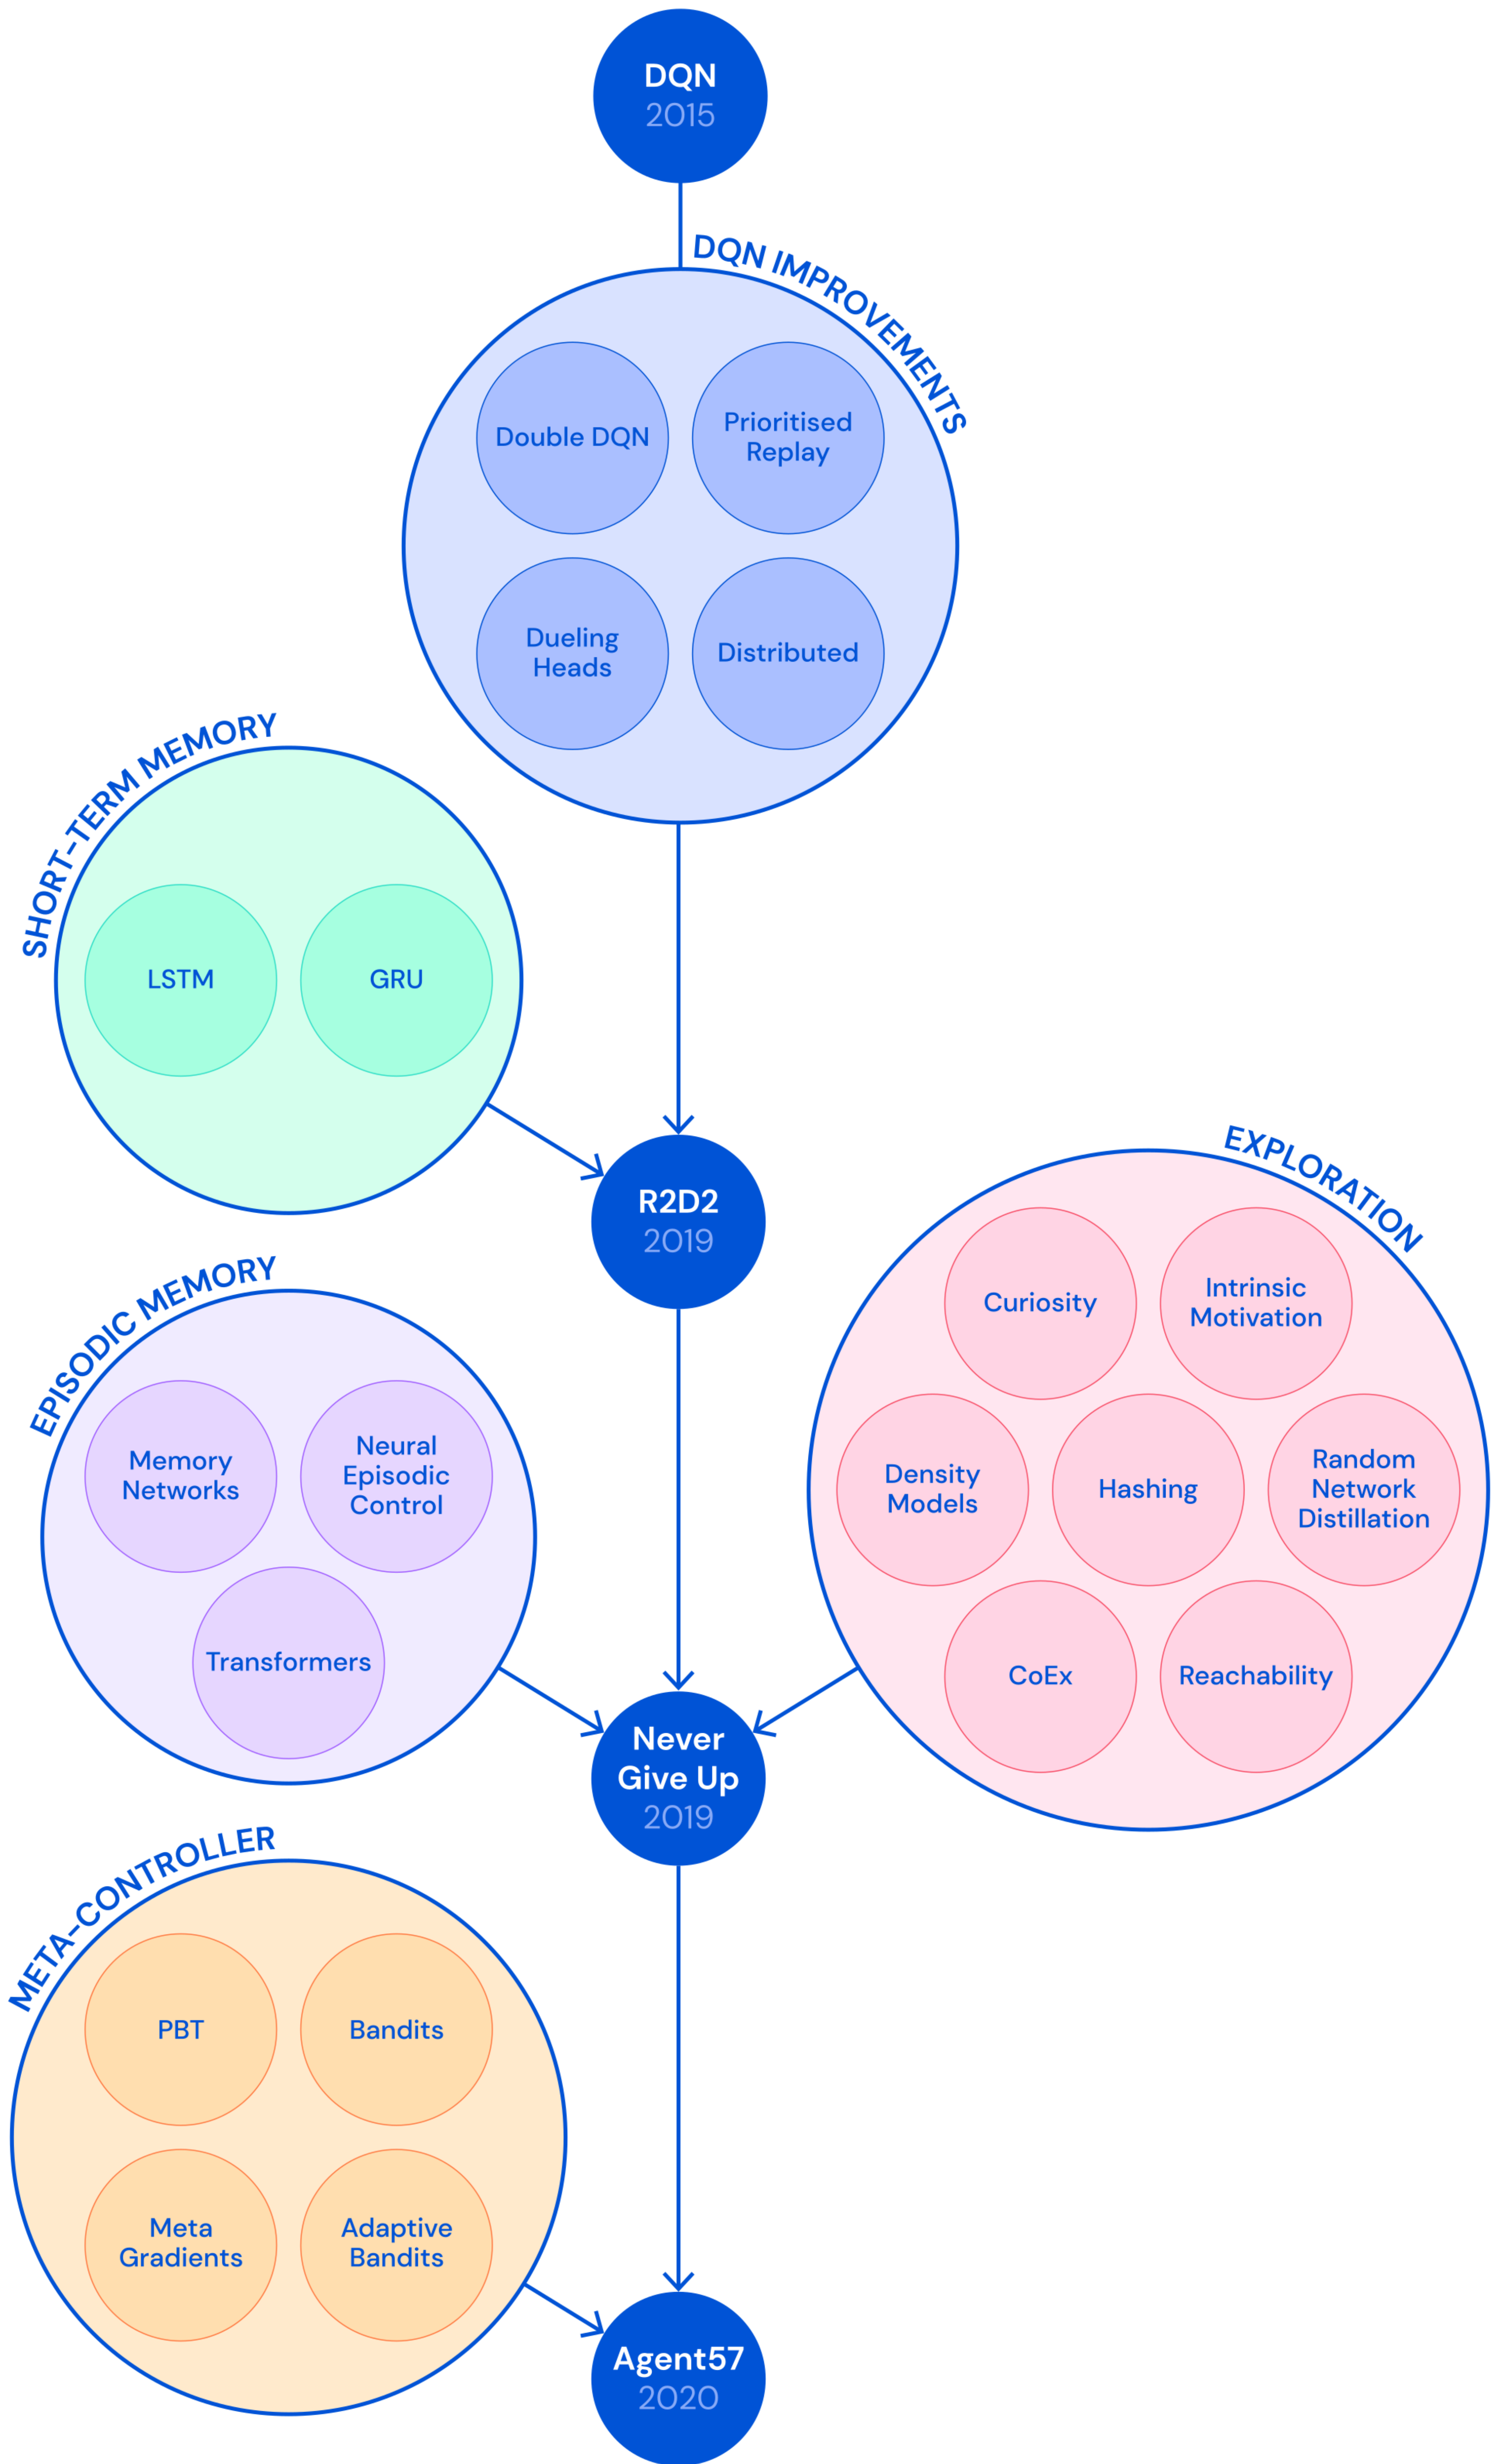 DQN
2015
DQN IMPROVEMENTS
Double DQN
Prioritised
Replay
Dueling
Heads
Distributed
SHORT-TERM MEMORY
LSTM
GRU
R2D2
2019
EXPLORATION
Curiosity
Intrinsic
Motivation
Density
Models
Hashing
Random
Network
Distillation
CoEx
Reachability
EPISODIC MEMORY
Memory
Networks
Neural
Episodic
Control
Transformers
Never
Give Up
2019
META-CONTROLLER
PBT
Bandits
Meta
Gradients
Adaptive
Bandits
Agent57
2020